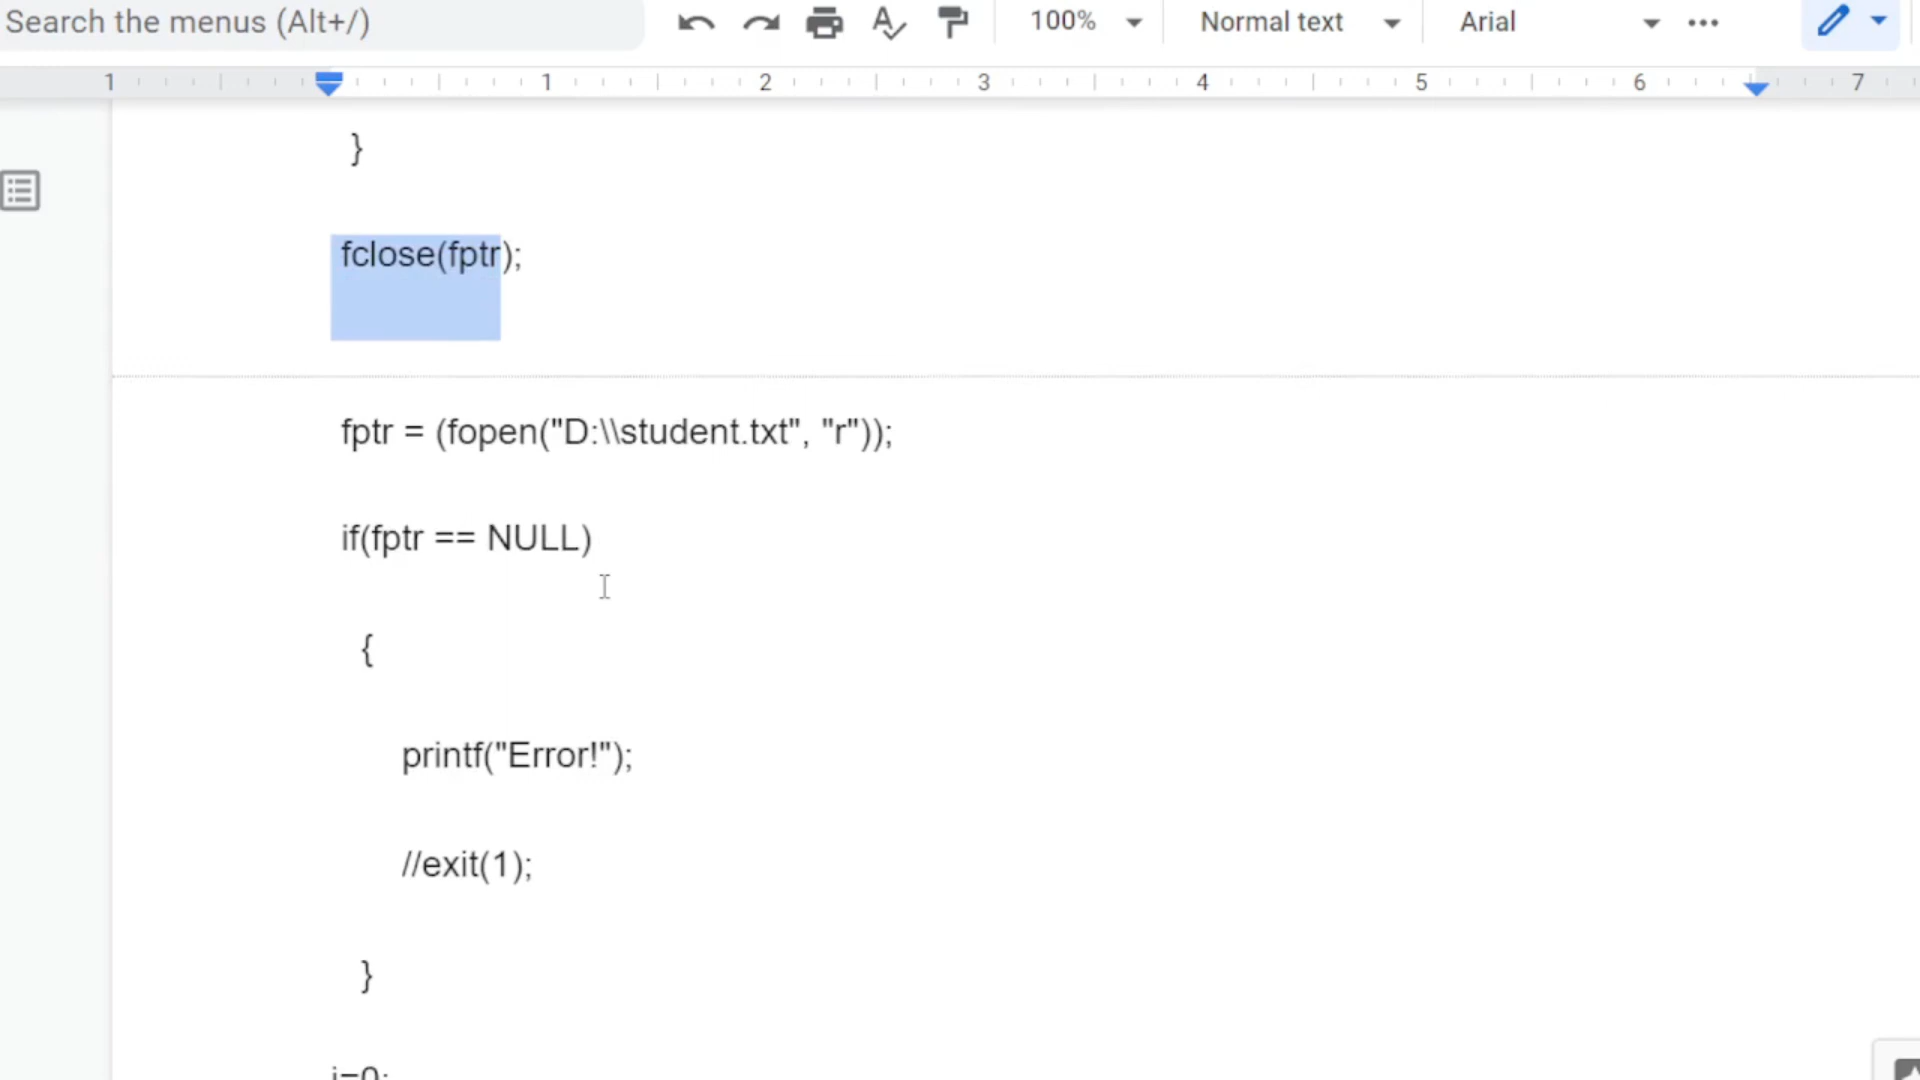 Search the menus (Alt+/) 100% Normal text Arial
1 1 2 3 4 5 6 7
}
fclose(fptr);
fptr = (fopen("D:\\student.txt", "r"));
if(fptr == NULL)
{
printf("Error!");
//exit(1);
}
i=0;